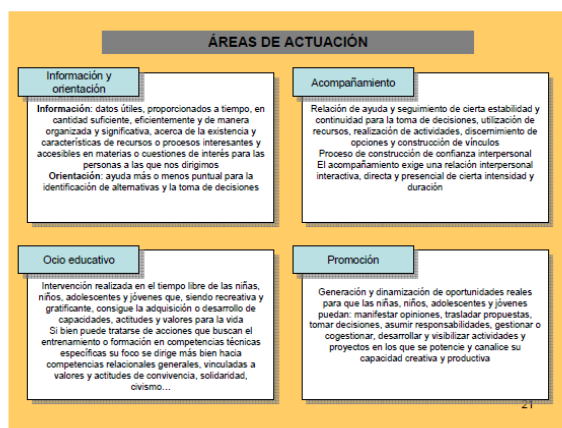 ÁREAS DE ACTUACIÓN
Información y
orientación
Información: datos útiles, proporcionados a tiempo, en
cantidad suficiente, eficientemente y de manera
organizada y significativa, acerca de la existencia y
características de recursos o procesos interesantes y
accesibles en materias o cuestiones de interés para las
personas a las que nos dirigimos
Orientación: ayuda más o menos puntual para la
identificación de alternativas y la toma de decisiones
Acompañamiento
Relación de ayuda y seguimiento de cierta estabilidad y
continuidad para la toma de decisiones, utilización de
recursos, realización de actividades, discernimiento de
opciones y construcción de vínculos
Proceso de construcción de confianza interpersonal
El acompañamiento exige una relación interpersonal
interactiva, directa y presencial de cierta intensidad y
duración
Ocio educativo
Intervención realizada en el tiempo libre de las niñas,
niños, adolescentes y jóvenes que, siendo recreativa y
gratificante, consigue la adquisición o desarrollo de
capacidades, actitudes y valores para la vida
Si bien puede tratarse de acciones que buscan el
entrenamiento o formación en competencias técnicas
específicas su foco se dirige más bien hacia
competencias relacionales generales, vinculadas a
valores y actitudes de convivencia, solidaridad,
civismo…
Promoción
Generación y dinamización de oportunidades reales
para que las niñas, niños, adolescentes y jóvenes
puedan: manifestar opiniones, trasladar propuestas,
tomar decisiones, asumir responsabilidades, gestionar o
cogestionar, desarrollar y visibilizar actividades y
proyectos en los que se potencie y canalice su
capacidad creativa y productiva
21